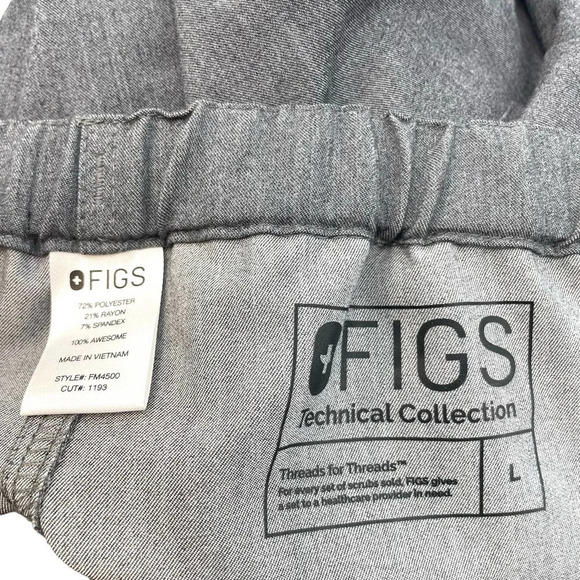 FIGS
72% POLYESTER
21% RAYON
7% SPANDEX
100% AWESOME
MADE IN VIETNAM
STYLE#: FM4500
CUT#: 1193
FIGS
Technical Collection
Threads for Threads™
For every set of scrubs sold, FIGS gives
a set to a healthcare provider in need.
L